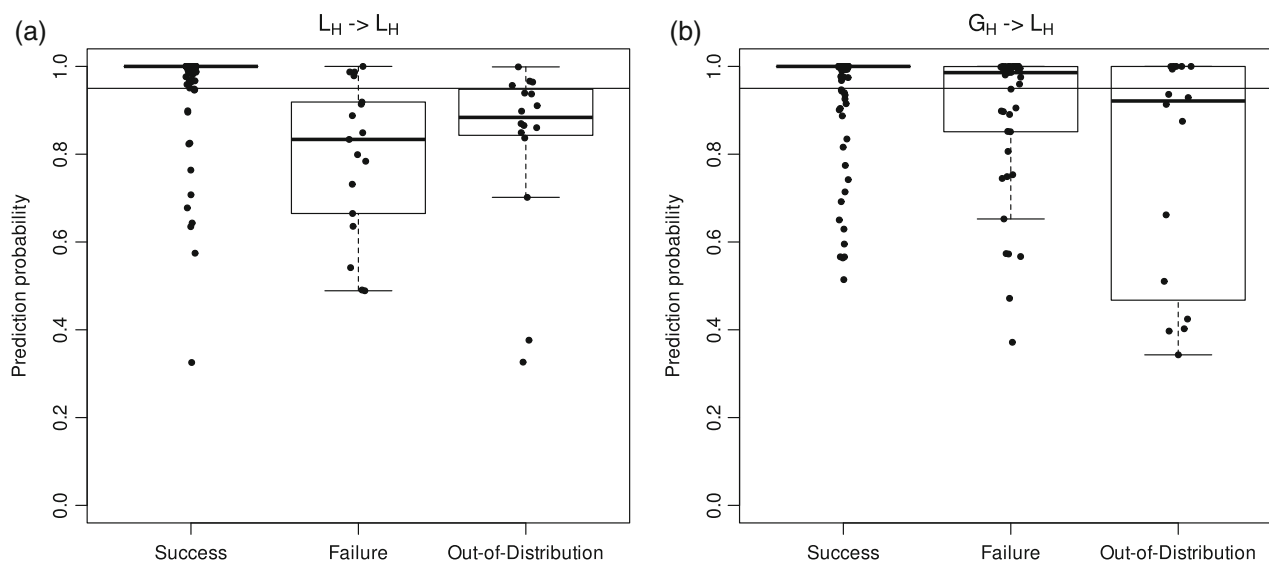 (a)
L_H -> L_H
Prediction probability
1.0
0.8
0.6
0.4
0.2
0.0
Success Failure Out-of-Distribution
(b)
G_H -> L_H
Prediction probability
1.0
0.8
0.6
0.4
0.2
0.0
Success Failure Out-of-Distribution